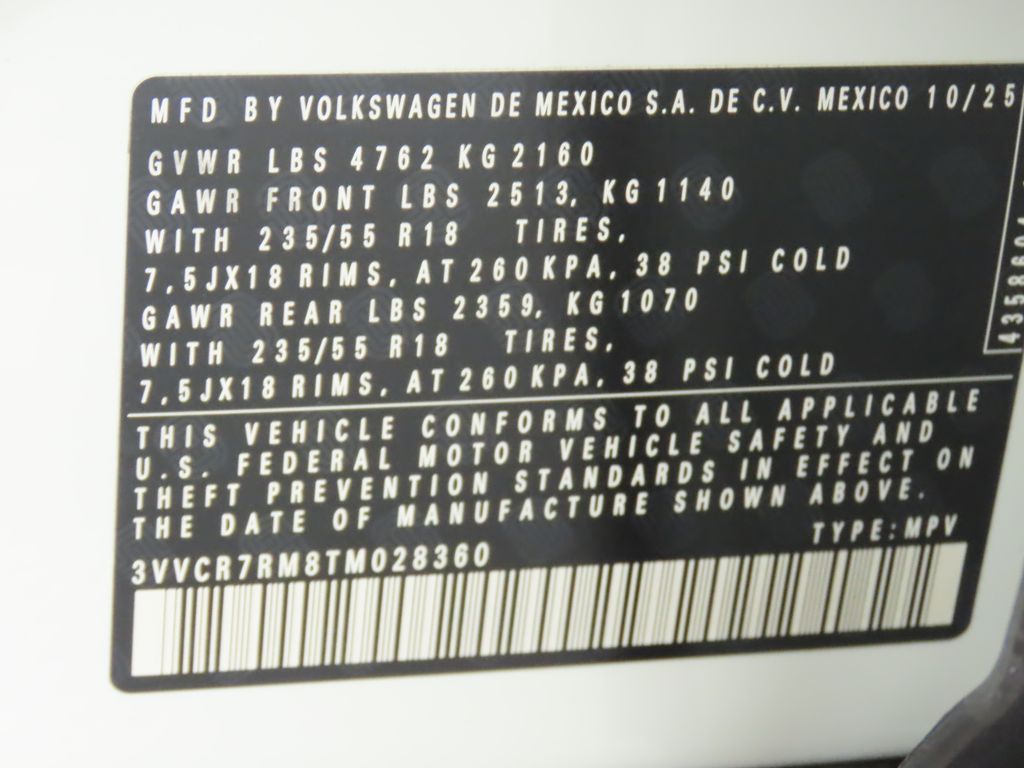 MFD BY VOLKSWAGEN DE MEXICO S.A. DE C.V. MEXICO 10/25
GVWR LBS 4762 KG 2160
GAWR FRONT LBS 2513, KG 1140
WITH 235/55 R18 TIRES,
7,5JX18 RIMS, AT 260 KPA, 38 PSI COLD
GAWR REAR LBS 2359, KG 1070
WITH 235/55 R18 TIRES,
7,5JX18 RIMS, AT 260 KPA, 38 PSI COLD
THIS VEHICLE CONFORMS TO ALL APPLICABLE
U.S. FEDERAL MOTOR VEHICLE SAFETY AND
THEFT PREVENTION STANDARDS IN EFFECT ON
THE DATE OF MANUFACTURE SHOWN ABOVE.
TYPE: MPV
3VVCR7RM8TM028360